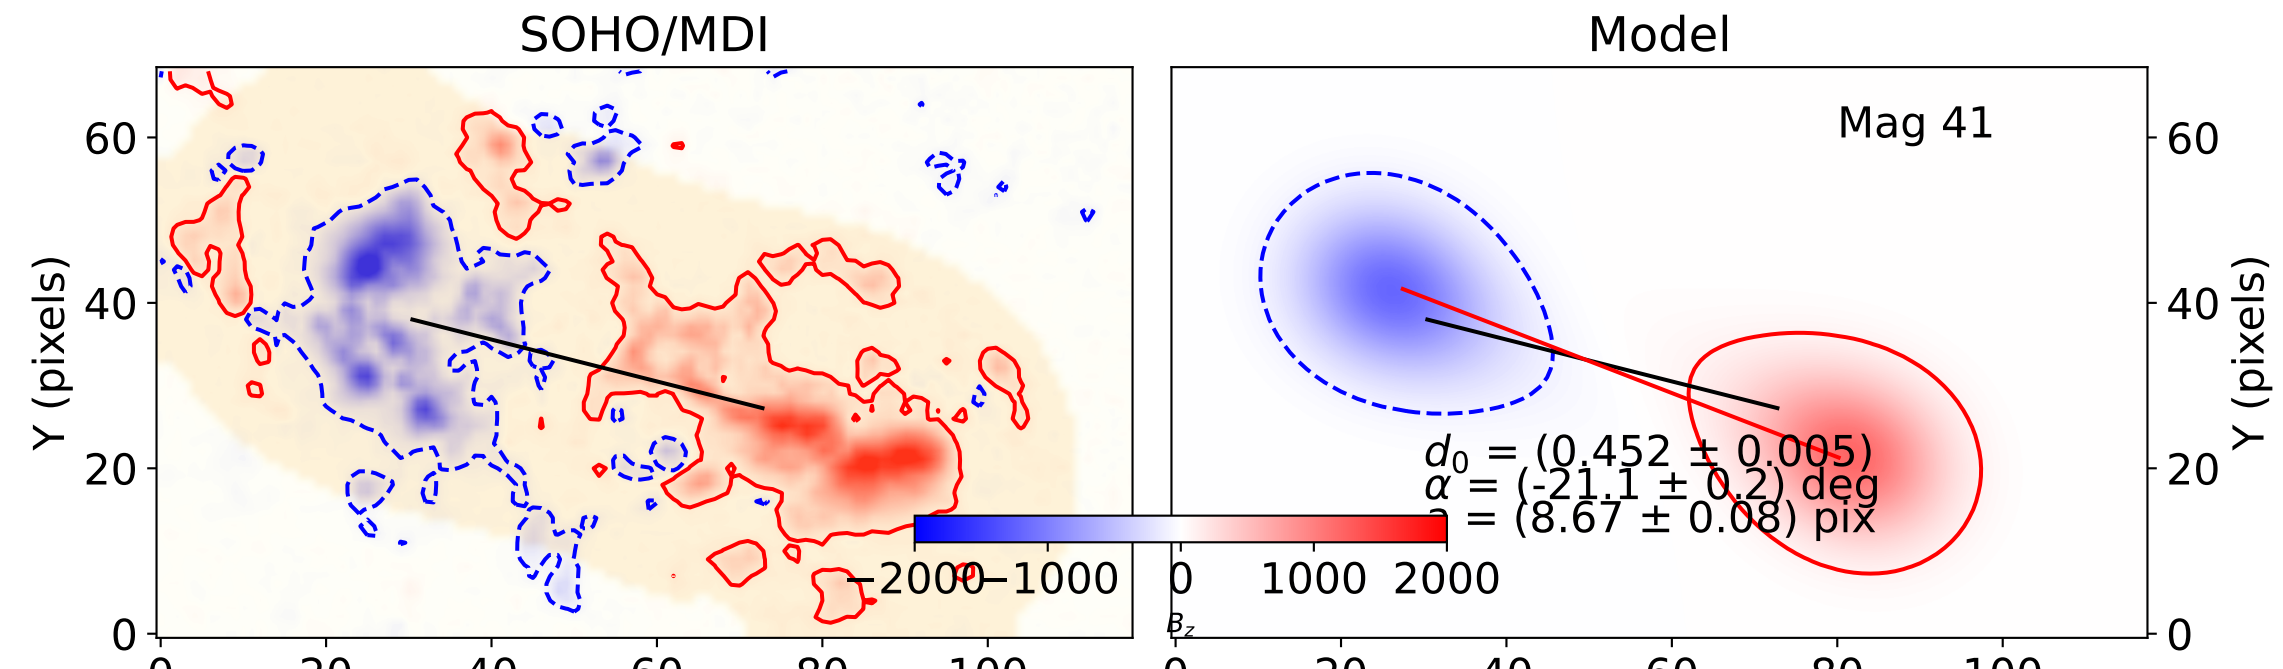 SOHO/MDI
Model
Mag 41
Y (pixels)
60
40
20
0
60
40
20
0
Y (pixels)
d₀ = (0.452 ± 0.005)
α = (-21.1 ± 0.2) deg
= (8.67 ± 0.08) pix
−2000 −1000 0 1000 2000
B_z
0 20 40 60 80 100
0 20 40 60 80 100